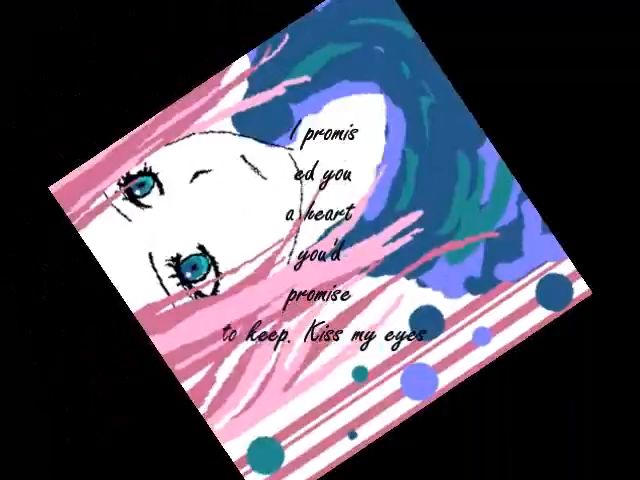 I promis
ed you
a heart
you'd
promise
to keep. Kiss my eyes